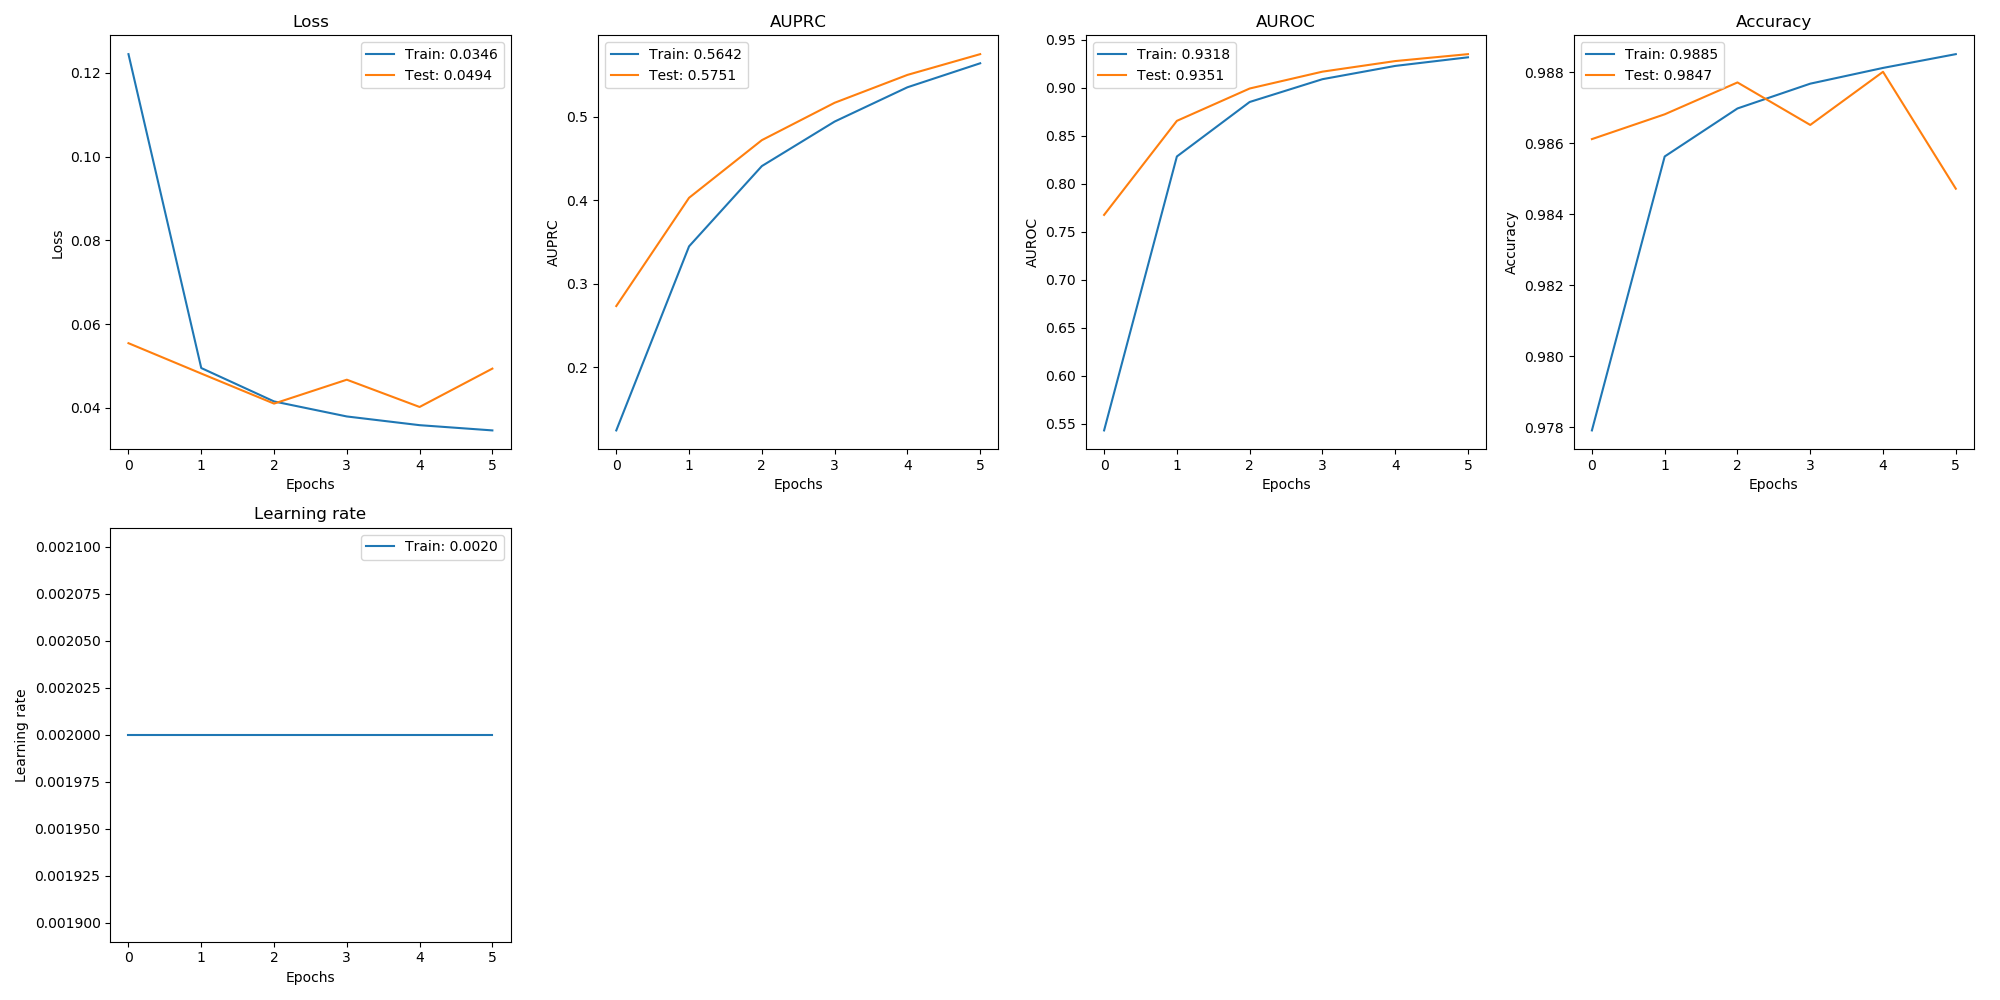 Loss
Train: 0.0346
Test: 0.0494
0.12
0.10
0.08
0.06
0.04
Loss
0 1 2 3 4 5
Epochs
AUPRC
Train: 0.5642
Test: 0.5751
0.5
0.4
0.3
0.2
AUPRC
0 1 2 3 4 5
Epochs
AUROC
Train: 0.9318
Test: 0.9351
0.95
0.90
0.85
0.80
0.75
0.70
0.65
0.60
0.55
AUROC
0 1 2 3 4 5
Epochs
Accuracy
Train: 0.9885
Test: 0.9847
0.988
0.986
0.984
0.982
0.980
0.978
Accuracy
0 1 2 3 4 5
Epochs
Learning rate
Train: 0.0020
0.002100
0.002075
0.002050
0.002025
0.002000
0.001975
0.001950
0.001925
0.001900
Learning rate
0 1 2 3 4 5
Epochs